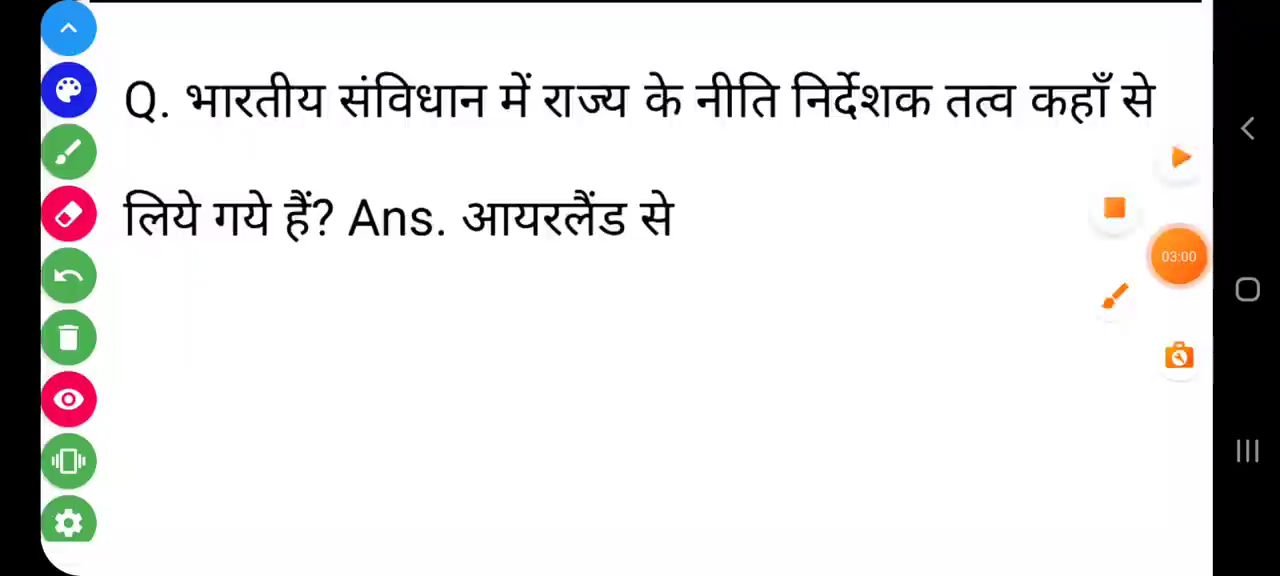 Q. भारतीय संविधान में राज्य के नीति निर्देशक तत्व कहाँ से
लिये गये हैं? Ans. आयरलैंड से
03:00